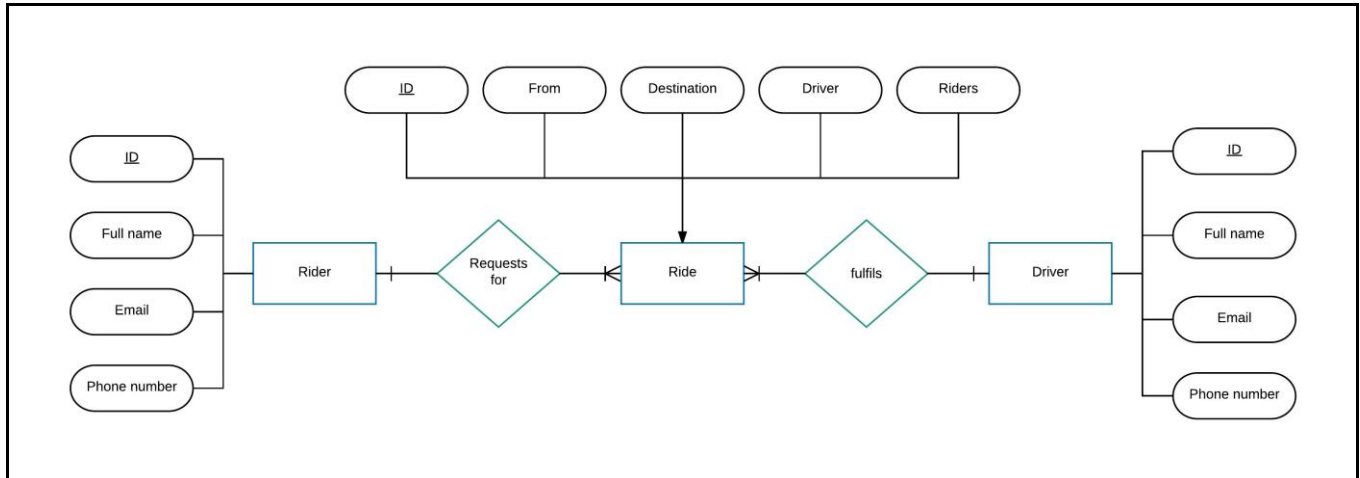 ID
From
Destination
Driver
Riders
ID
Full name
Email
Phone number
Rider
Requests
for
Ride
fulfils
Driver
ID
Full name
Email
Phone number